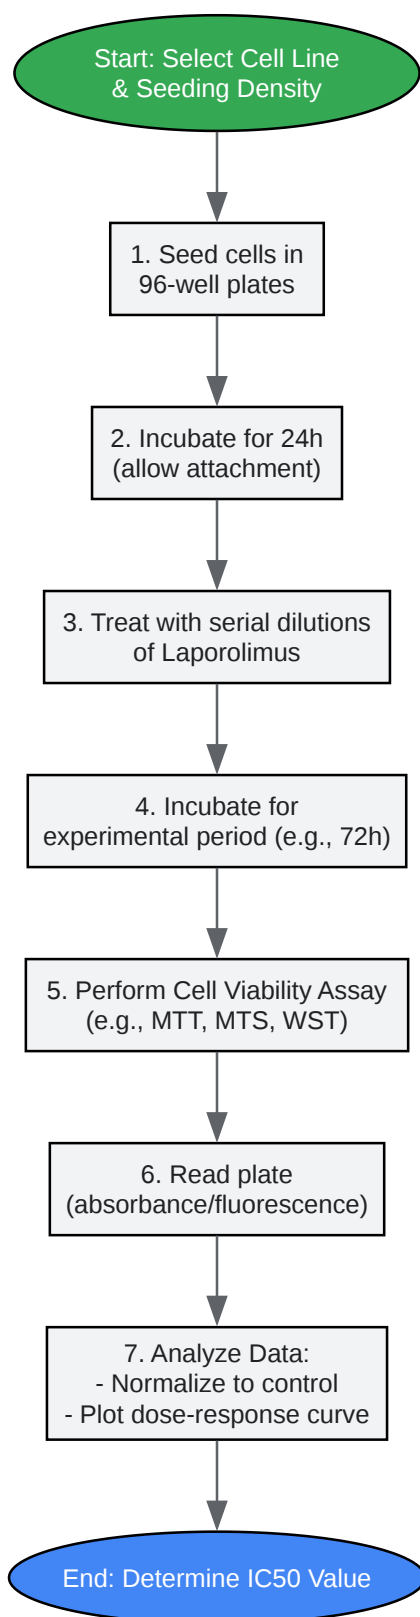 Start: Select Cell Line
& Seeding Density
1. Seed cells in
96-well plates
2. Incubate for 24h
(allow attachment)
3. Treat with serial dilutions
of Laporolimus
4. Incubate for
experimental period (e.g., 72h)
5. Perform Cell Viability Assay
(e.g., MTT, MTS, WST)
6. Read plate
(absorbance/fluorescence)
7. Analyze Data:
- Normalize to control
- Plot dose-response curve
End: Determine IC50 Value